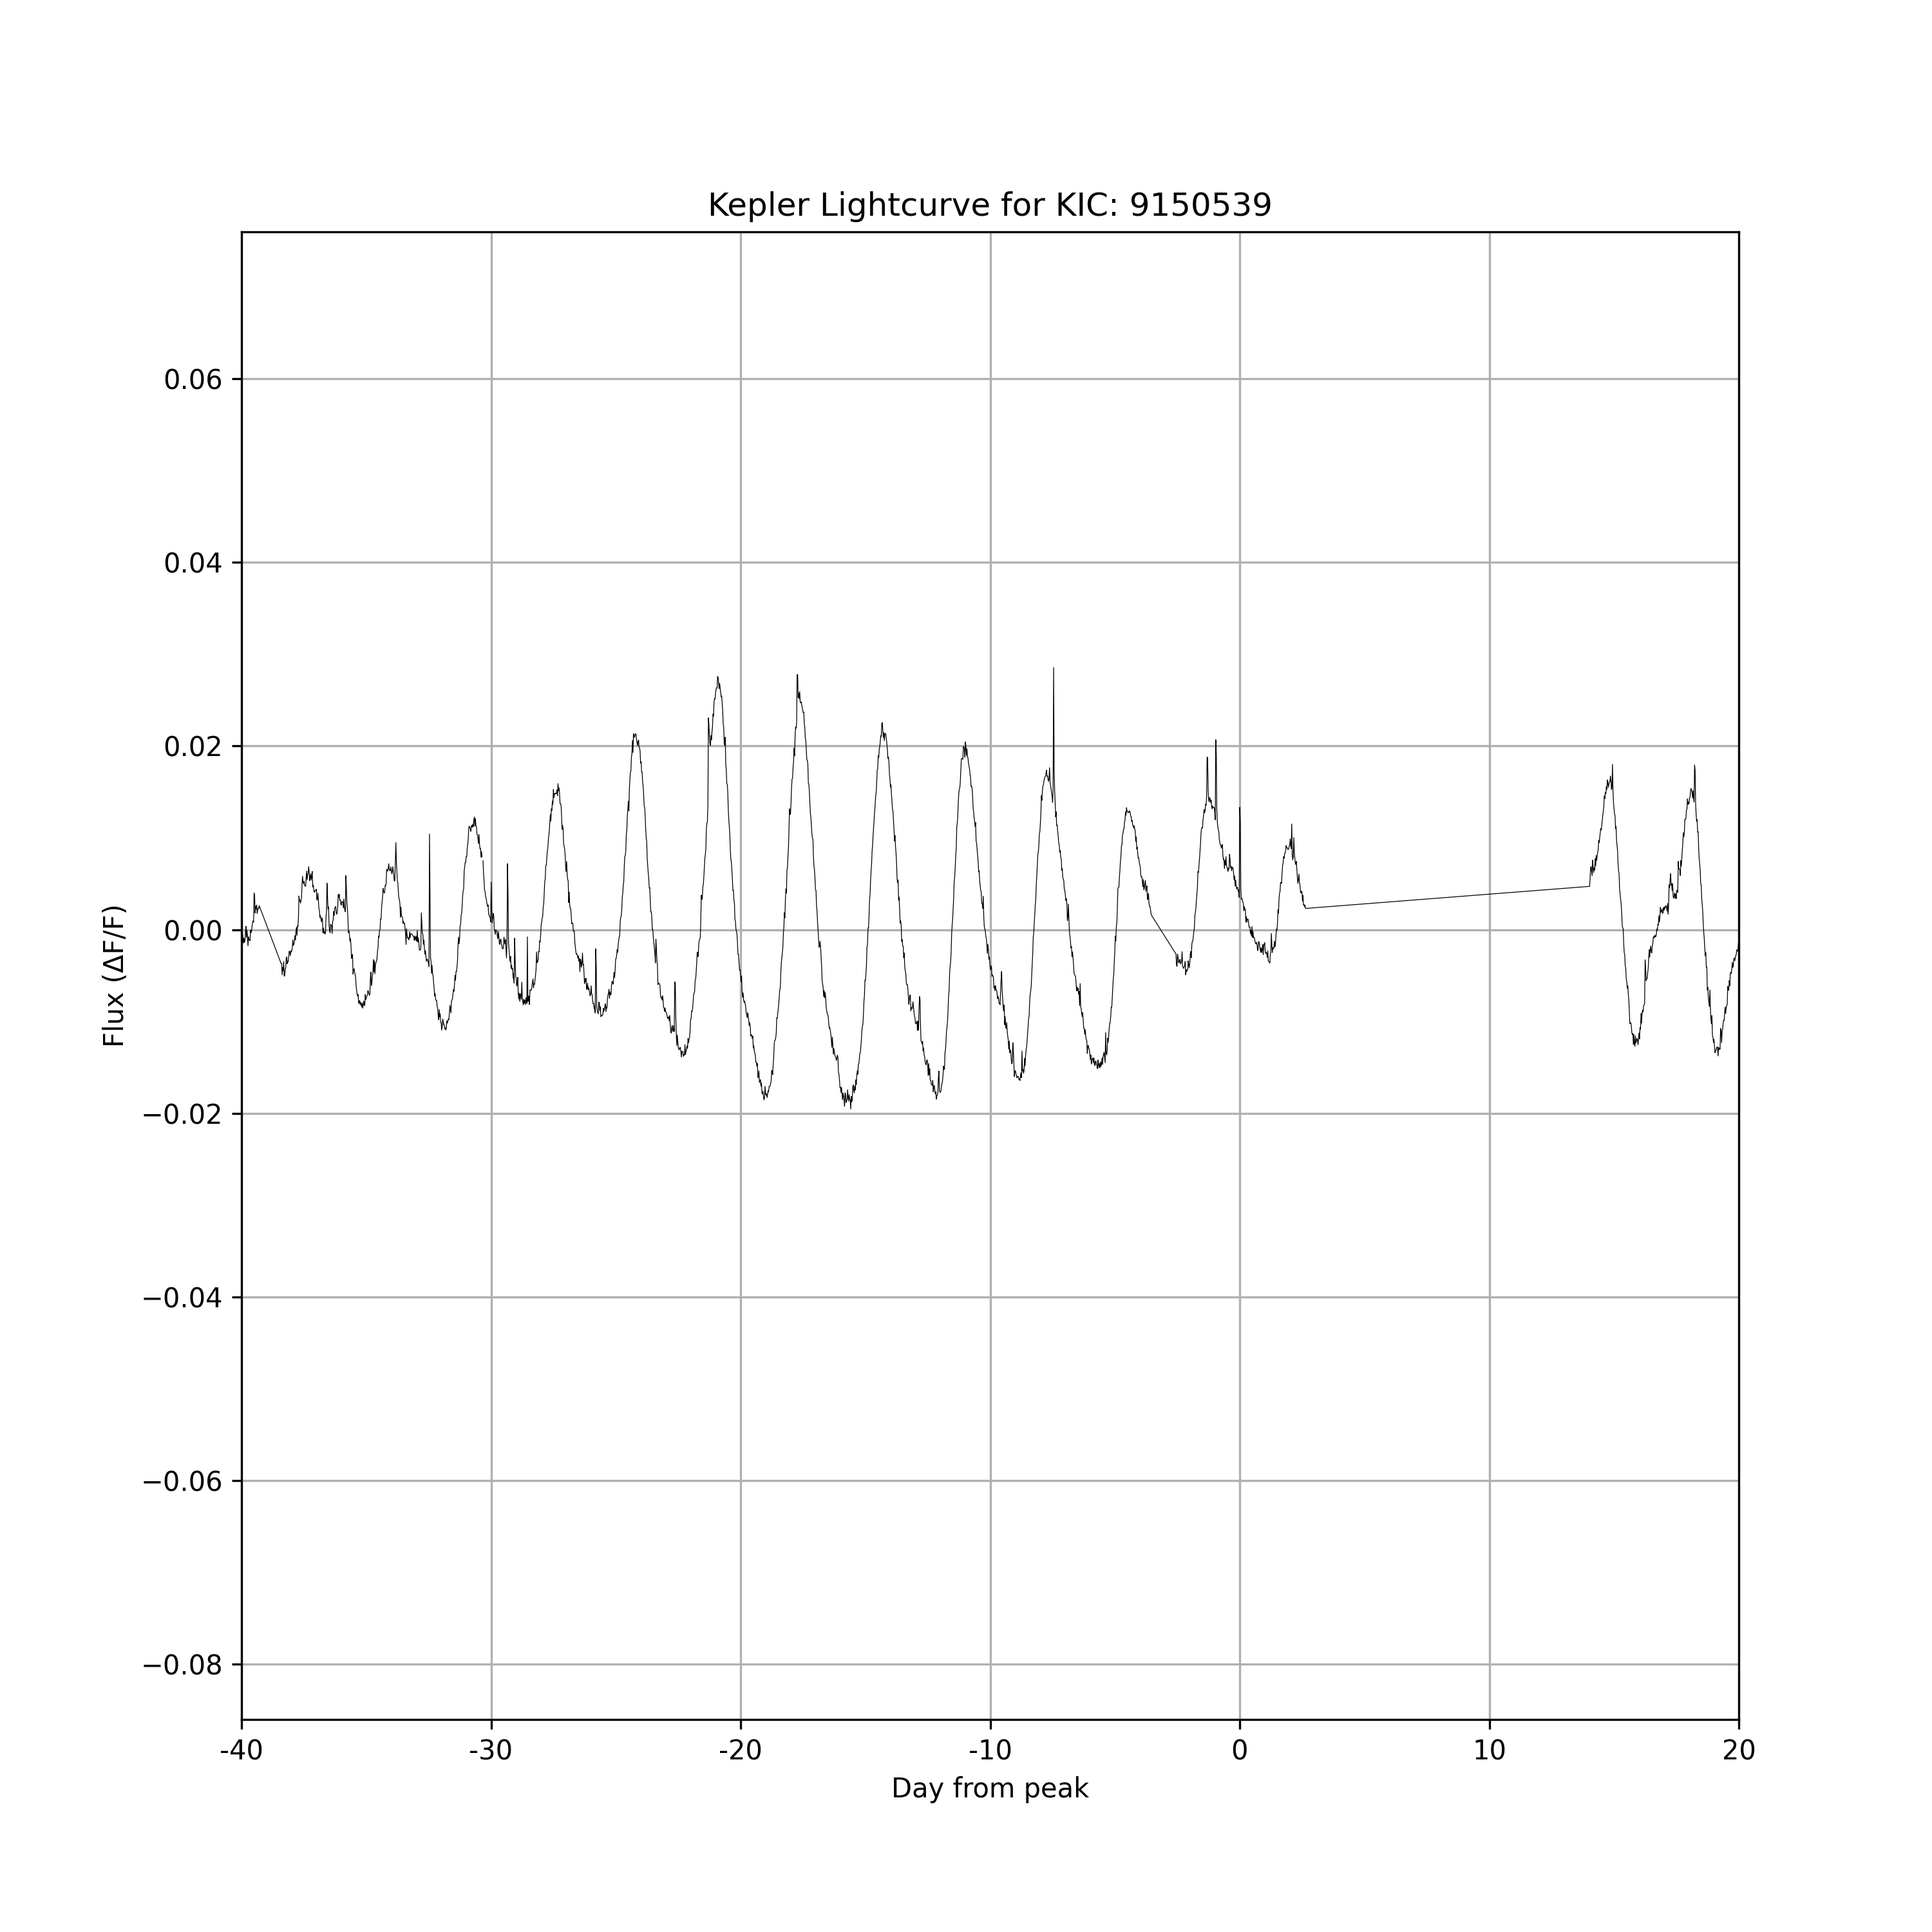 Kepler Lightcurve for KIC: 9150539
0.06
0.04
0.02
0.00
−0.02
−0.04
−0.06
−0.08
Flux (ΔF/F)
-40 -30 -20 -10 0 10 20
Day from peak